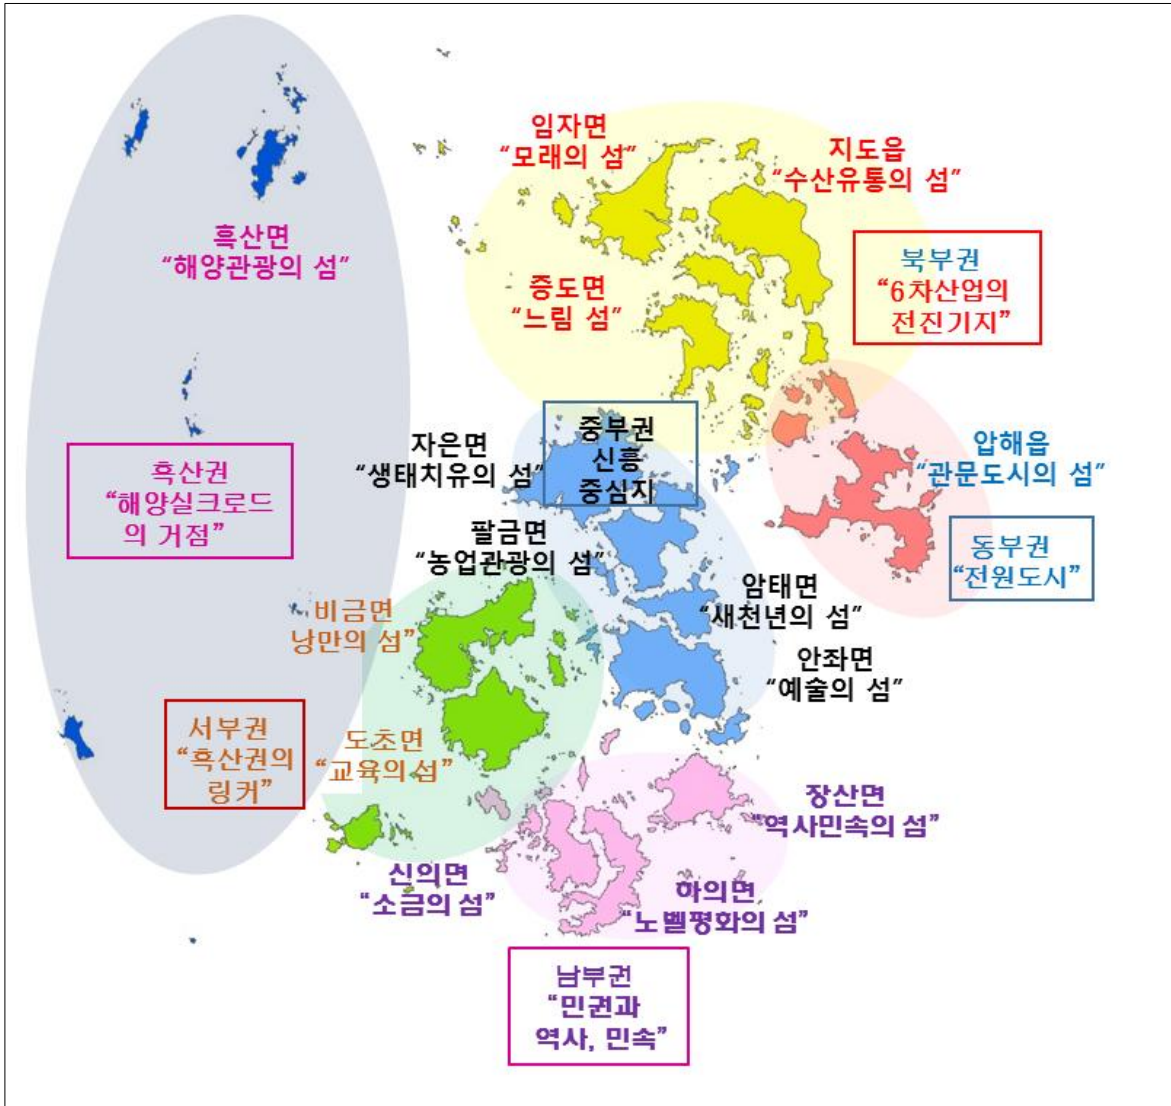 임자면
“모래의 섬”
지도읍
“수산유통의 섬”
흑산면
“해양관광의 섬”
북부권
“6차산업의
전진기지”
증도면
“느림 섬”
중부권
신흥
중심지
자은면
“생태치유의 섬”
압해읍
“관문도시의 섬”
흑산권
“해양실크로드
의 거점”
팔금면
“농업관광의 섬”
동부권
“전원도시”
암태면
“새천년의 섬”
비금면
낭만의 섬”
안좌면
“예술의 섬”
서부권
“흑산권의
링커”
도초면
“교육의 섬”
장산면
“역사민속의 섬”
신의면
“소금의 섬”
하의면
“노벨평화의 섬”
남부권
“민권과
역사, 민속”